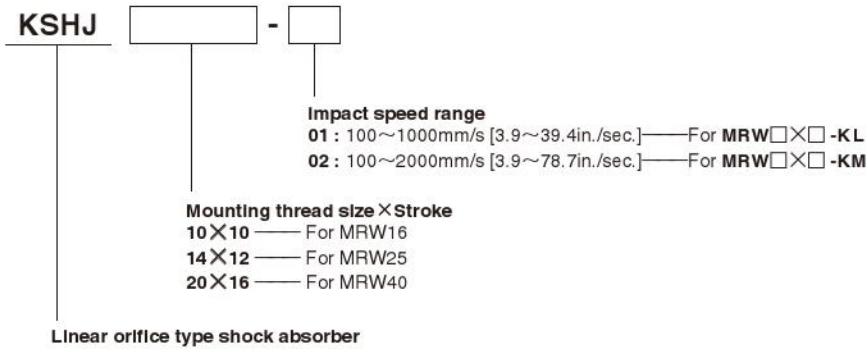 KSHJ □ - □
Impact speed range
01 : 100～1000mm/s [3.9～39.4in./sec.]——For MRW□×□ -KL
02 : 100～2000mm/s [3.9～78.7in./sec.]——For MRW□×□ -KM
Mounting thread size×Stroke
10×10 —— For MRW16
14×12 —— For MRW25
20×16 —— For MRW40
Linear orifice type shock absorber